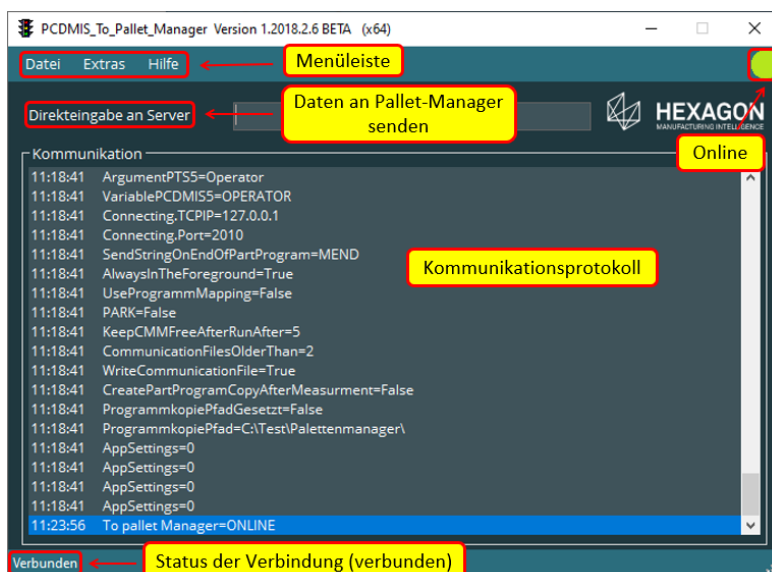 PCDMIS_To_Pallet_Manager Version 1.2018.2.6 BETA (x64)
Datei Extras Hilfe
Menüleiste
Direkteingabe an Server
Daten an Pallet-Manager
senden
HEXAGON
MANUFACTURING INTELLIGENCE
Online
Kommunikation
11:18:41 ArgumentPTS5=Operator
11:18:41 VariablePCDMIS5=OPERATOR
11:18:41 Connecting.TCPIP=127.0.0.1
11:18:41 Connecting.Port=2010
11:18:41 SendStringOnEndOfPartProgram=MEND
11:18:41 AlwaysInTheForeground=True
11:18:41 UseProgrammMapping=False
11:18:41 PARK=False
11:18:41 KeepCMMFreeAfterRunAfter=5
11:18:41 CommunicationFilesOlderThan=2
11:18:41 WriteCommunicationFile=True
11:18:41 CreatePartProgramCopyAfterMeasurment=False
11:18:41 ProgrammkopiePfadGesetzt=False
11:18:41 ProgrammkopiePfad=C:\Test\Palettenmanager\
11:18:41 AppSettings=0
11:18:41 AppSettings=0
11:18:41 AppSettings=0
11:18:41 AppSettings=0
11:23:56 To pallet Manager=ONLINE
Kommunikationsprotokoll
Verbunden
Status der Verbindung (verbunden)